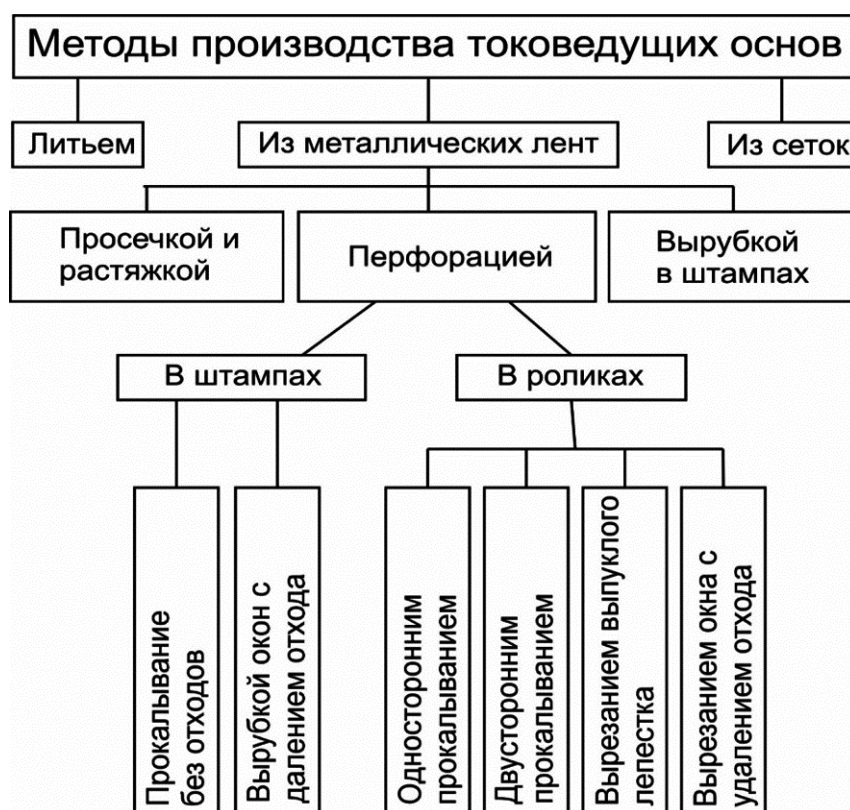 Методы производства токоведущих основ
Литьем
Из металлических лент
Из сеток
Просечкой и
растяжкой
Перфорацией
Вырубкой
в штампах
В штампах
В роликах
Прокалывание
без отходов
Вырубкой окон с
далением отхода
Односторонним
прокалыванием
Двусторонним
прокалыванием
Вырезанием выпуклого
лепестка
Вырезанием окна с
удалением отхода